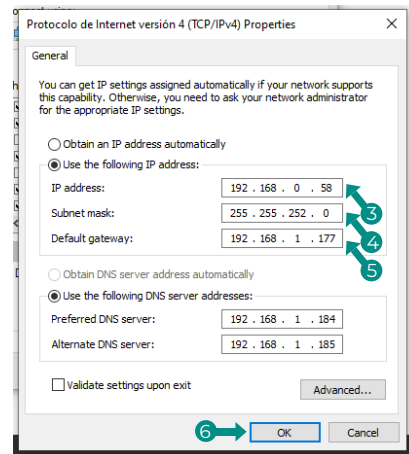 Protocolo de Internet versión 4 (TCP/IPv4) Properties
General
You can get IP settings assigned automatically if your network supports
this capability. Otherwise, you need to ask your network administrator
for the appropriate IP settings.
Obtain an IP address automatically
Use the following IP address:
IP address: 192 . 168 . 0 . 58
3
Subnet mask: 255 . 255 . 252 . 0
4
Default gateway: 192 . 168 . 1 . 177
5
Obtain DNS server address automatically
Use the following DNS server addresses:
Preferred DNS server: 192 . 168 . 1 . 184
Alternate DNS server: 192 . 168 . 1 . 185
Validate settings upon exit
Advanced...
6 OK Cancel